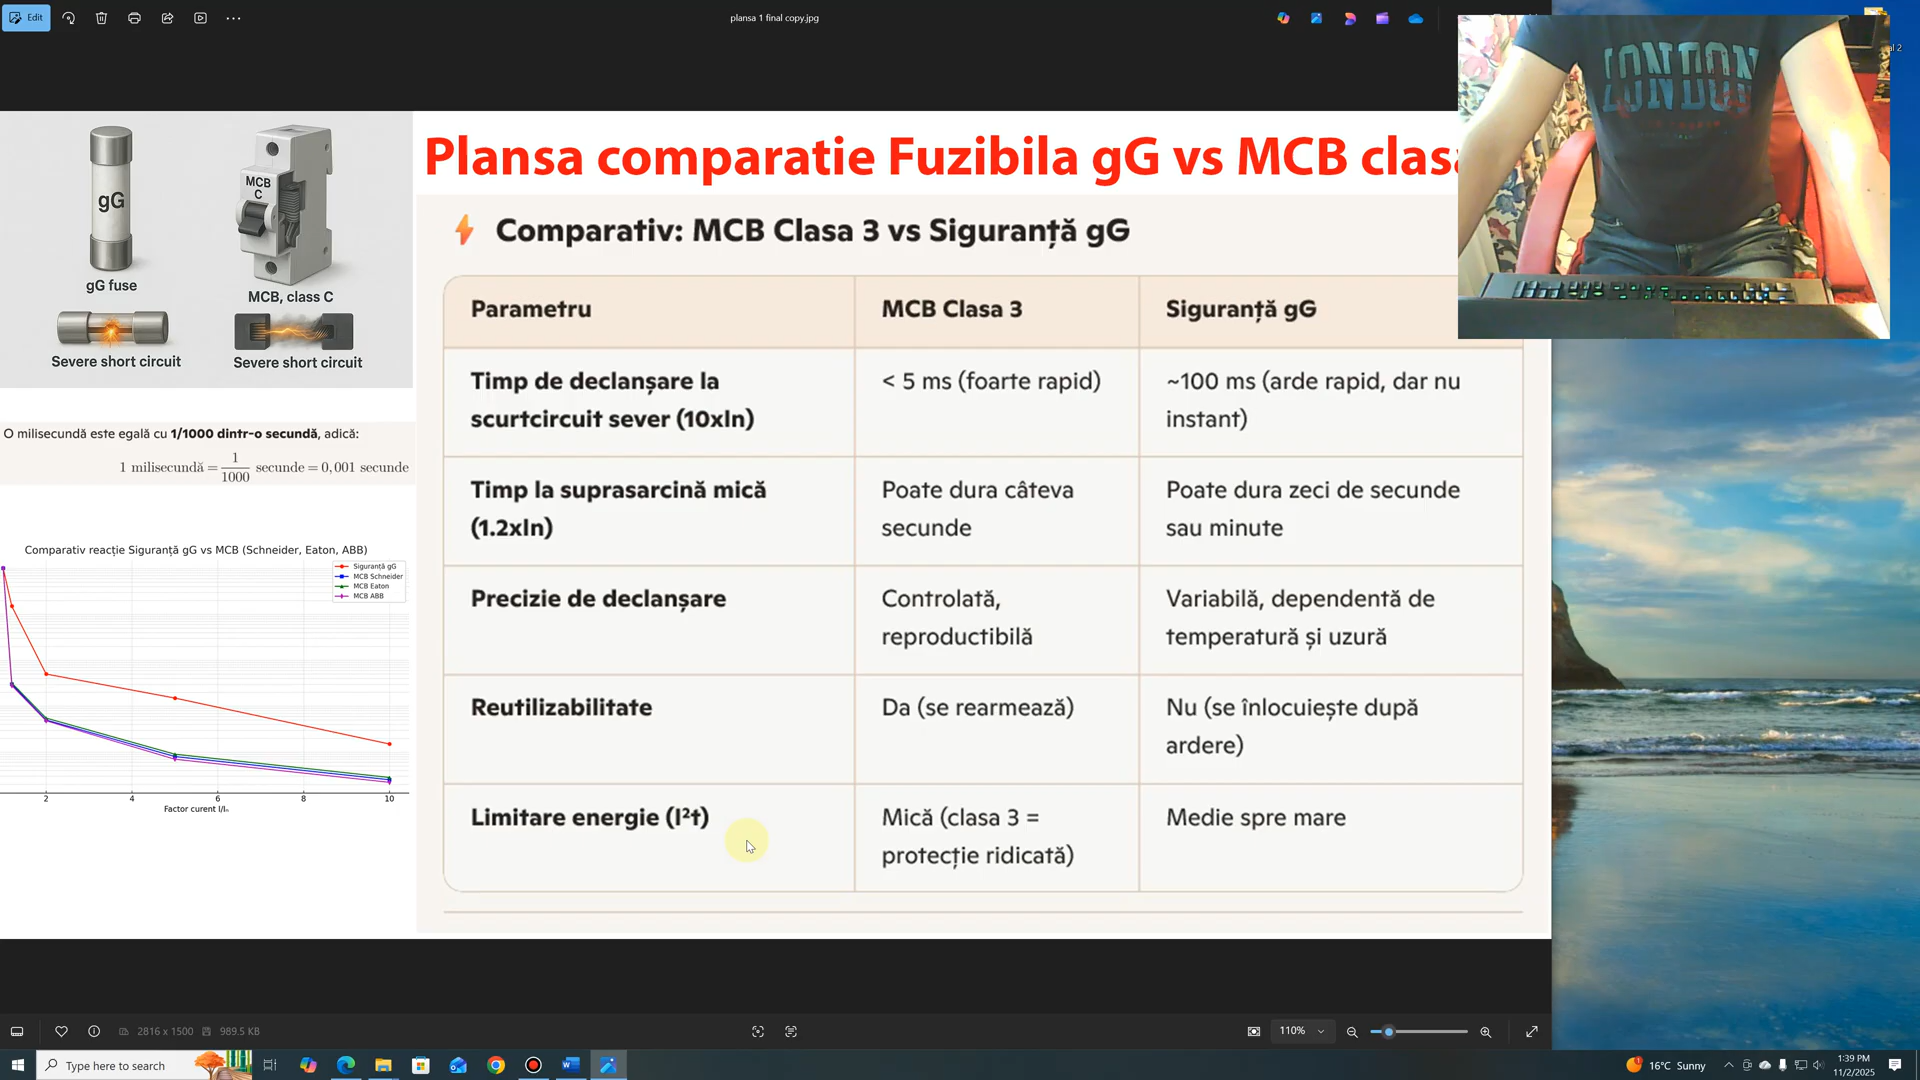 Edit
plansa 1 final copy.jpg
al 2
LONDON
gG
MCB
C
gG fuse
MCB, class C
Severe short circuit
Severe short circuit
O milisecundă este egală cu 1/1000 dintr-o secundă, adică:
1 milisecundă = 1/1000 secunde = 0,001 secunde
Comparativ reacție Siguranță gG vs MCB (Schneider, Eaton, ABB)
Siguranță gG
MCB Schneider
MCB Eaton
MCB ABB
2 4 6 8 10
Factor curent I/Iₙ
Plansa comparatie Fuzibila gG vs MCB clasa
Comparativ: MCB Clasa 3 vs Siguranță gG
Parametru
MCB Clasa 3
Siguranță gG
Timp de declanșare la
scurtcircuit sever (10xIn)
< 5 ms (foarte rapid)
~100 ms (arde rapid, dar nu
instant)
Timp la suprasarcină mică
(1.2xIn)
Poate dura câteva
secunde
Poate dura zeci de secunde
sau minute
Precizie de declanșare
Controlată,
reproductibilă
Variabilă, dependentă de
temperatură și uzură
Reutilizabilitate
Da (se rearmează)
Nu (se înlocuiește după
ardere)
Limitare energie (I²t)
Mică (clasa 3 =
protecție ridicată)
Medie spre mare
2816 x 1500
989.5 KB
110%
Type here to search
16°C Sunny
1:39 PM
11/2/2025